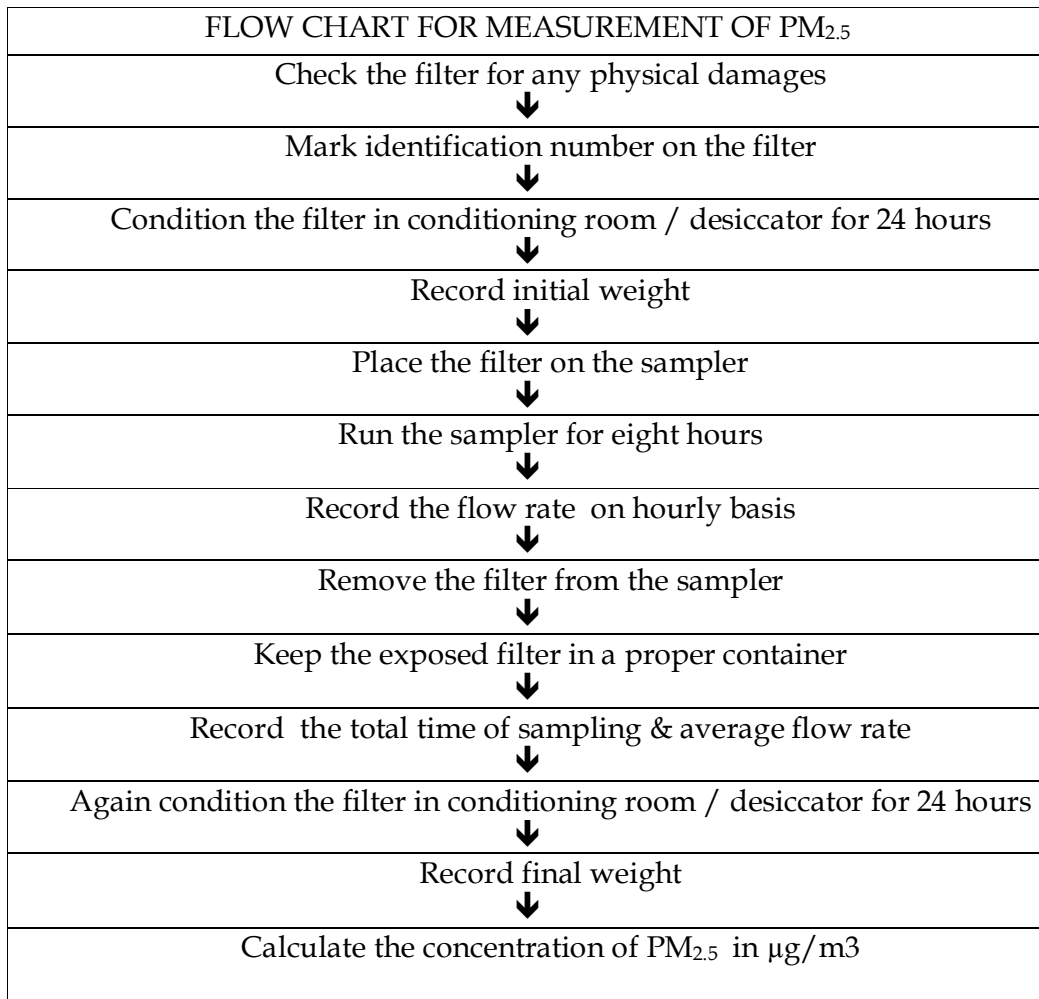 FLOW CHART FOR MEASUREMENT OF PM2.5
Check the filter for any physical damages
Mark identification number on the filter
Condition the filter in conditioning room / desiccator for 24 hours
Record initial weight
Place the filter on the sampler
Run the sampler for eight hours
Record the flow rate on hourly basis
Remove the filter from the sampler
Keep the exposed filter in a proper container
Record the total time of sampling & average flow rate
Again condition the filter in conditioning room / desiccator for 24 hours
Record final weight
Calculate the concentration of PM2.5 in µg/m3